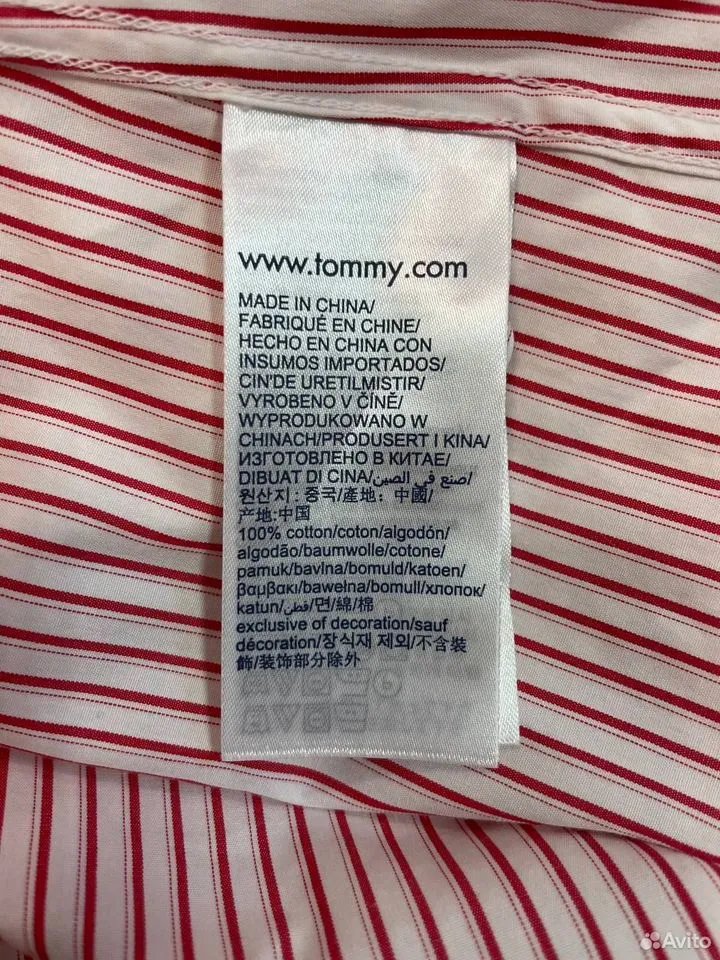 www.tommy.com
MADE IN CHINA/
FABRIQUÉ EN CHINE/
HECHO EN CHINA CON
INSUMOS IMPORTADOS/
CIN'DE URETILMISTIR/
VYROBENO V ČÍNĚ/
WYPRODUKOWANO W
CHINACH/PRODUSERT I KINA/
ИЗГОТОВЛЕНО В КИТАЕ/
DIBUAT DI CINA/صنع في الصين/
원산지 : 중국/產地：中國/
产地:中国
100% cotton/coton/algodón/
algodão/baumwolle/cotone/
pamuk/bavlna/bomuld/katoen/
βαμβακι/bawełna/bomull/хлопок/
katun/قطن/면/綿/棉
exclusive of decoration/sauf
décoration/장식재 제외/不含裝
飾/装饰部分除外
Avito